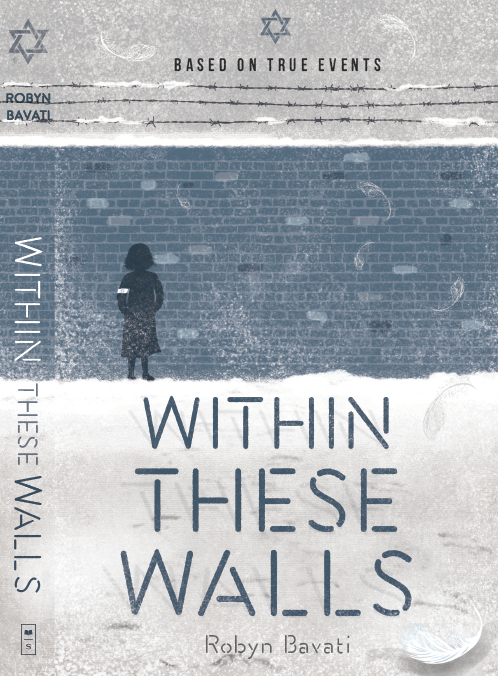 BASED ON TRUE EVENTS
ROBYN
BAVATI
WITHIN THESE WALLS
S
WITHIN
THESE
WALLS
Robyn Bavati